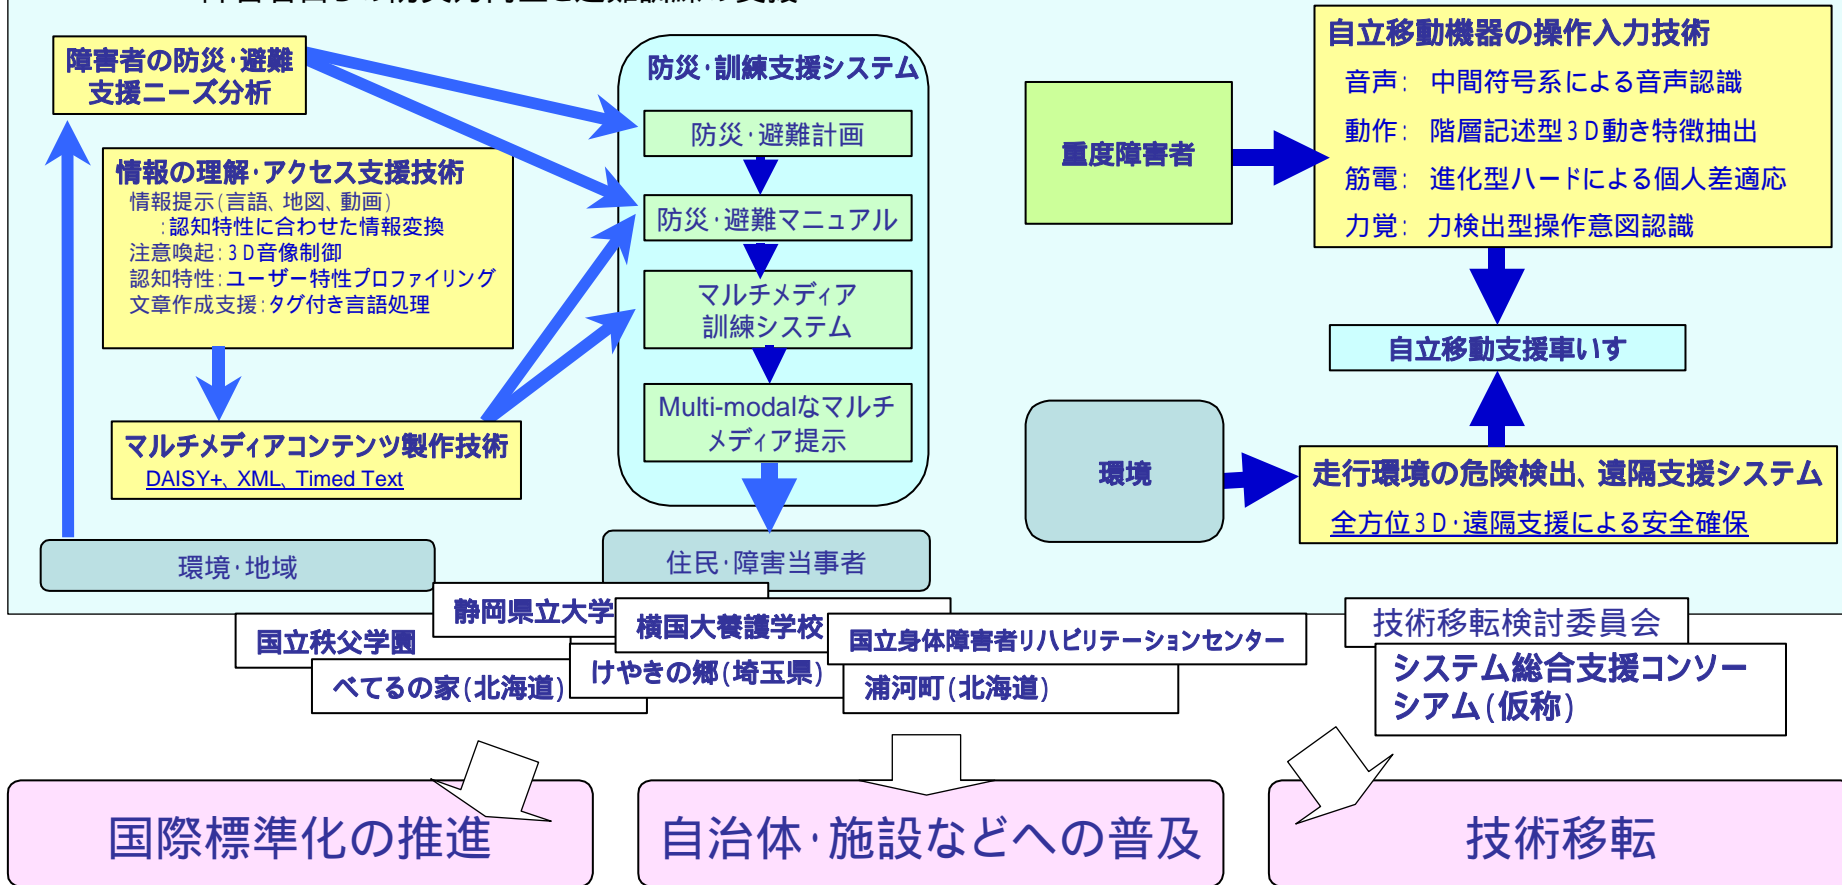 障害者の防災・避難
支援ニーズ分析
情報の理解・アクセス支援技術
情報提示(言語、地図、動画)
:認知特性に合わせた情報変換
注意喚起:3D音像制御
認知特性:ユーザー特性プロファイリング
文章作成支援:タグ付き言語処理
マルチメディアコンテンツ製作技術
DAISY+、XML、Timed Text
環境・地域
防災・訓練支援システム
防災・避難計画
防災・避難マニュアル
マルチメディア
訓練システム
Multi-modalなマルチ
メディア提示
住民・障害当事者
重度障害者
自立移動機器の操作入力技術
音声: 中間符号系による音声認識
動作: 階層記述型3D動き特徴抽出
筋電: 進化型ハードによる個人差適応
力覚: 力検出型操作意図認識
自立移動支援車いす
環境
走行環境の危険検出、遠隔支援システム
全方位3D・遠隔支援による安全確保
静岡県立大学
国立秩父学園
横国大養護学校
国立身体障害者リハビリテーションセンター
べてるの家(北海道)
けやきの郷(埼玉県)
浦河町(北海道)
技術移転検討委員会
システム総合支援コンソー
シアム(仮称)
国際標準化の推進
自治体・施設などへの普及
技術移転